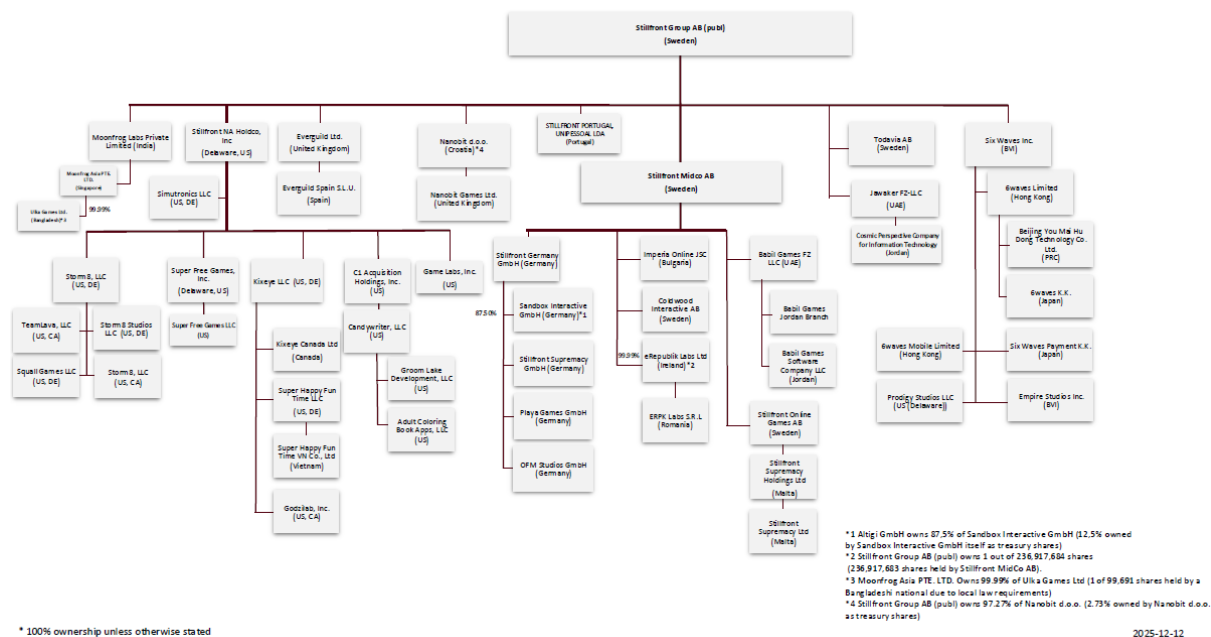 Stillfront Group AB (publ)
(Sweden)
Moonfrog Labs Private
Limited (India)
Stillfront NA Holdco,
Inc
(Delaware, US)
Everguild Ltd.
(United Kingdom)
Nanobit d.o.o.
(Croatia)*4
STILLFRONT PORTUGAL,
UNIPESSOAL LDA
(Portugal)
Todavia AB
(Sweden)
Six Waves Inc.
(BVI)
Moonfrog Asia PTE.
LTD.
(Singapore)
99,99%
Ulka Games Ltd.
(Bangladesh)*3
Simutronics LLC
(US, DE)
Everguild Spain S.L.U.
(Spain)
Nanobit Games Ltd.
(United Kingdom)
Stillfront Midco AB
(Sweden)
Jawaker FZ-LLC
(UAE)
Cosmic Perspective Company
for Information Technology
(Jordan)
6waves Limited
(Hong Kong)
Beijing You Mai Hu
Dong Technology Co.
Ltd.
(PRC)
6waves K.K.
(Japan)
6waves Mobile Limited
(Hong Kong)
Six Waves Payment K.K.
(Japan)
Prodigy Studios LLC
(US (Delaware))
Empire Studios Inc.
(BVI)
Storm8, LLC
(US, DE)
TeamLava, LLC
(US, CA)
Storm8 Studios
LLC (US, DE)
Squall Games LLC
(US, DE)
Storm8, LLC
(US, CA)
Super Free Games,
Inc.
(Delaware, US)
Super Free Games LLC
(US)
Kixeye LLC (US, DE)
Kixeye Canada Ltd
(Canada)
Super Happy Fun
Time LLC
(US, DE)
Super Happy Fun
Time VN Co., Ltd
(Vietnam)
Godzilab, Inc.
(US, CA)
C1 Acquisition
Holdings, Inc.
(US)
Candywriter, LLC
(US)
Groom Lake
Development, LLC
(US)
Adult Coloring
Book Apps, LLC
(US)
Game Labs, Inc.
(US)
Stillfront Germany
GmbH (Germany)
87,50%
Sandbox Interactive
GmbH (Germany)*1
Stillfront Supremacy
GmbH (Germany)
Playa Games GmbH
(Germany)
OFM Studios GmbH
(Germany)
Imperia Online JSC
(Bulgaria)
Coldwood
Interactive AB
(Sweden)
99,99%
eRepublik Labs Ltd
(Ireland)*2
ERPK Labs S.R.L
(Romania)
Babil Games FZ
LLC (UAE)
Babil Games
Jordan Branch
Babil Games
Software
Company LLC
(Jordan)
Stillfront Online
Games AB
(Sweden)
Stillfront
Supremacy
Holdings Ltd
(Malta)
Stillfront
Supremacy Ltd
(Malta)
*1 Altigi GmbH owns 87,5% of Sandbox Interactive GmbH (12,5% owned
by Sandbox Interactive GmbH itself as treasury shares)
*2 Stillfront Group AB (publ) owns 1 out of 236,917,684 shares
(236,917,683 shares held by Stillfront MidCo AB).
*3 Moonfrog Asia PTE. LTD. Owns 99.99% of Ulka Games Ltd (1 of 99,691 shares held by a
Bangladeshi national due to local law requirements)
*4 Stillfront Group AB (publ) owns 97.27% of Nanobit d.o.o. (2.73% owned by Nanobit d.o.o.
as treasury shares)
* 100% ownership unless otherwise stated
2025-12-12